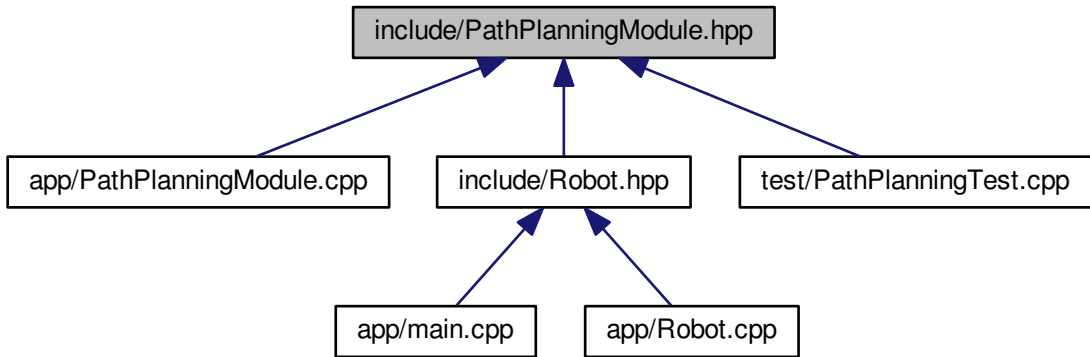 include/PathPlanningModule.hpp
app/PathPlanningModule.cpp
include/Robot.hpp
test/PathPlanningTest.cpp
app/main.cpp
app/Robot.cpp